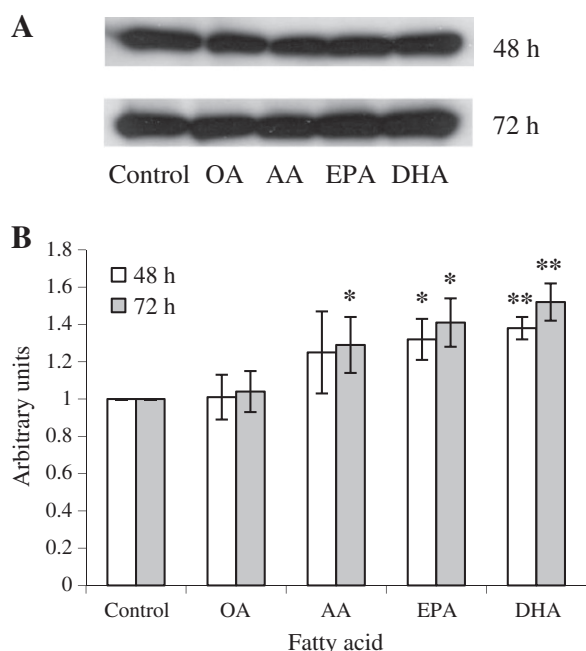 A
48 h
72 h
Control OA AA EPA DHA
B
1.8
1.6
1.4
1.2
1
0.8
0.6
0.4
0.2
0
Arbitrary units
48 h
72 h
* * * ** **
Control OA AA EPA DHA
Fatty acid